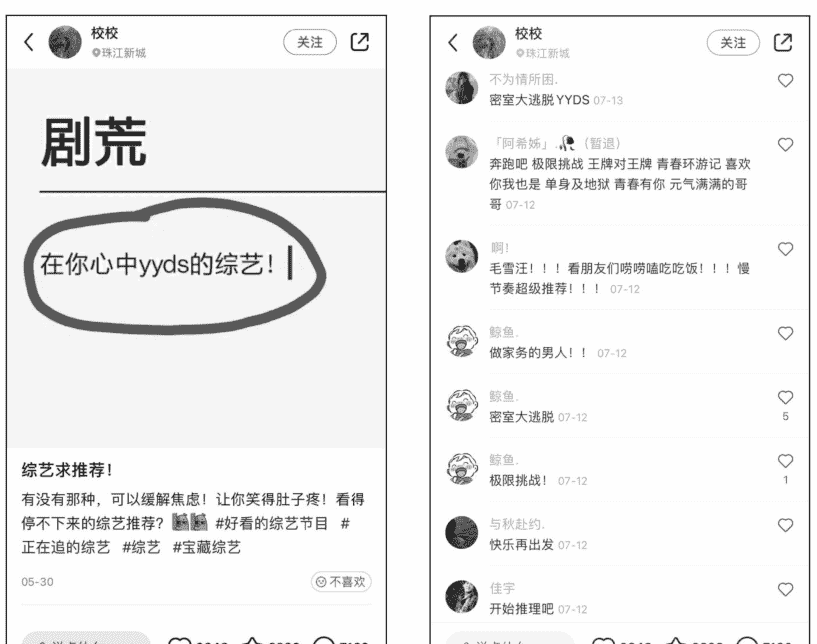 校校
珠江新城
关注
剧荒
在你心中yyds的综艺!
综艺求推荐!
有没有那种，可以缓解焦虑！让你笑得肚子疼！看得
停不下来的综艺推荐？ #好看的综艺节目 #
正在追的综艺 #综艺 #宝藏综艺
05-30
不喜欢
校校
珠江新城
关注
不为情所困.
密室大逃脱YYDS 07-13
「阿希姊」.🥀（暂退）
奔跑吧 极限挑战 王牌对王牌 青春环游记 喜欢
你我也是 单身及地狱 青春有你 元气满满的哥
哥 07-12
啊！
毛雪汪！！！看朋友们唠唠嗑吃吃饭！！！慢
节奏超级推荐！！！ 07-12
鲸鱼.
做家务的男人！！ 07-12
鲸鱼.
密室大逃脱 07-12
5
鲸鱼.
极限挑战！ 07-12
1
与秋赴约.
快乐再出发 07-12
佳宇
开始推理吧 07-12